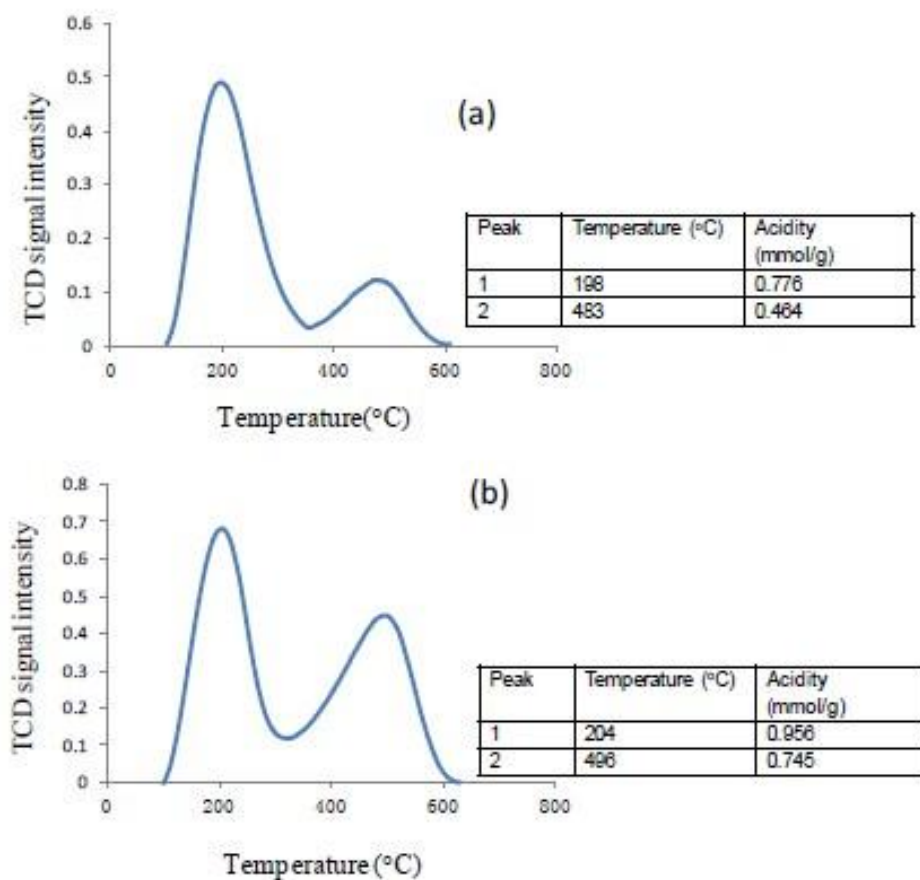 0.6
0.5
0.4
0.3
0.2
0.1
0
TCD signal intensity
(a)
Peak Temperature (°C) Acidity
(mmol/g)
1 198 0.776
2 483 0.464
0 200 400 600 800
Temperature(°C)
0.8
0.7
0.6
0.5
0.4
0.3
0.2
0.1
0
TCD signal intensity
(b)
Peak Temperature (°C) Acidity
(mmol/g)
1 204 0.956
2 496 0.745
0 200 400 600 800
Temperature (°C)